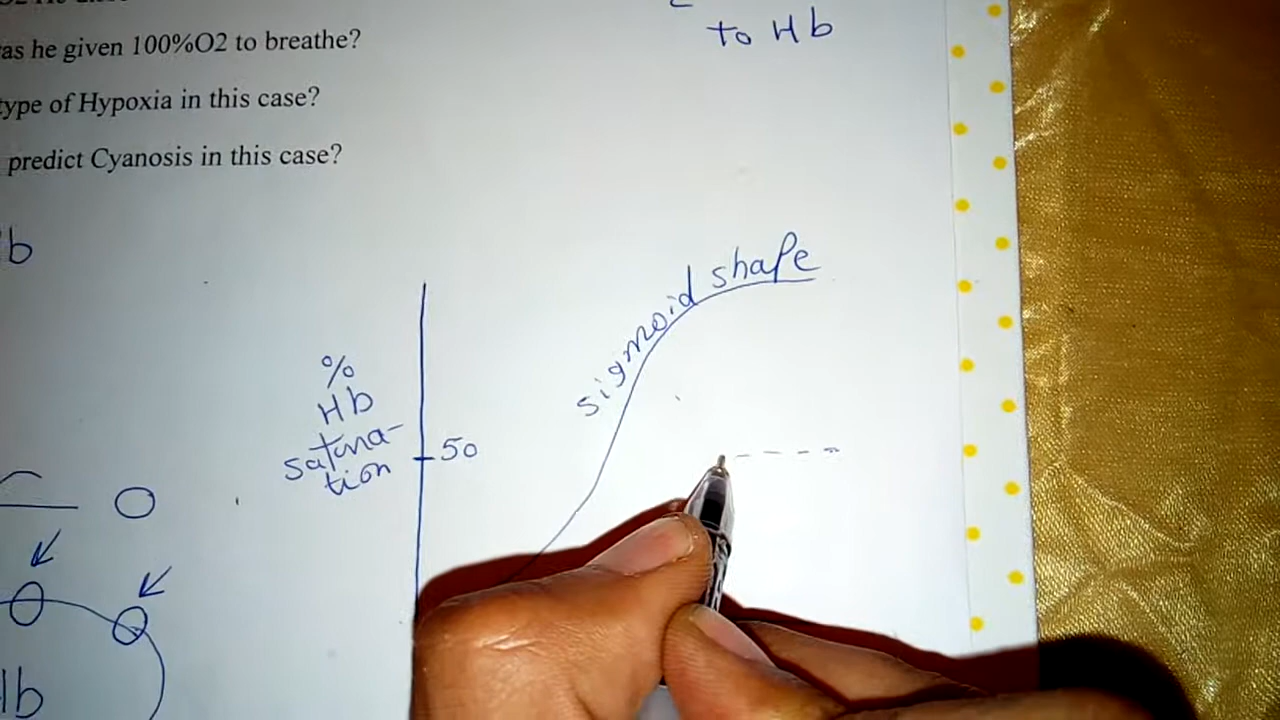 as he given 100%O2 to breathe?
type of Hypoxia in this case?
predict Cyanosis in this case?
to Hb
b
sigmoid shape
%
Hb
satura-
tion
50
Hb